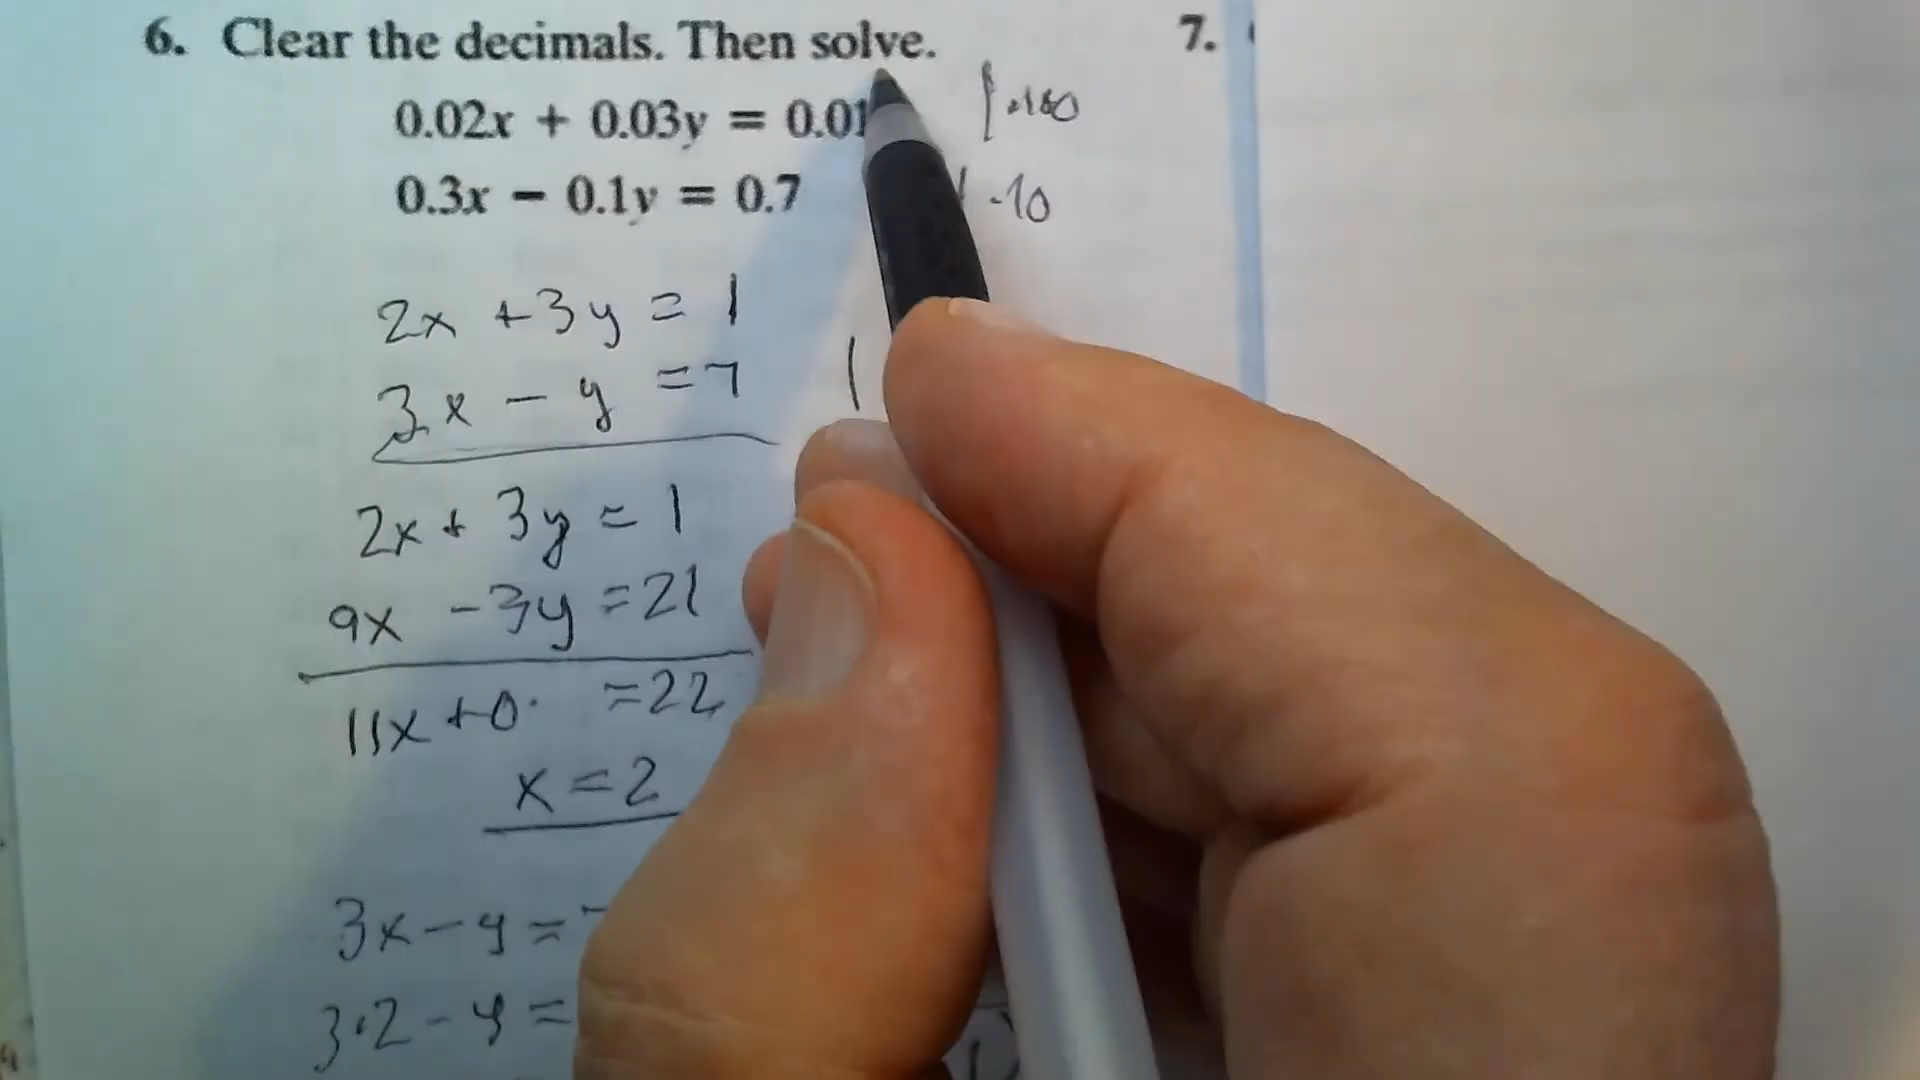 6. Clear the decimals. Then solve.
7.
0.02x + 0.03y = 0.01
·100
0.3x − 0.1y = 0.7
·10
2x + 3y = 1
3x − y = 7
2x + 3y = 1
9x − 3y = 21
11x + 0· = 22
x = 2
3x − y =
3·2 − y =